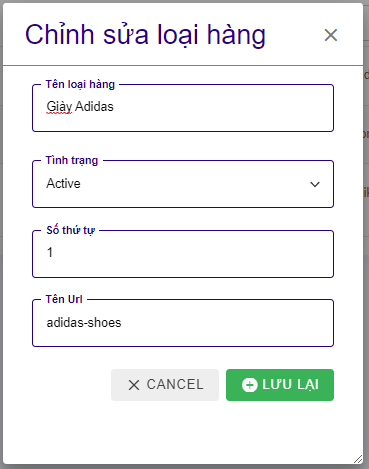 Chỉnh sửa loại hàng
Tên loại hàng
Giày Adidas
Tình trạng
Active
Số thứ tự
1
Tên Url
adidas-shoes
CANCEL
LƯU LẠI